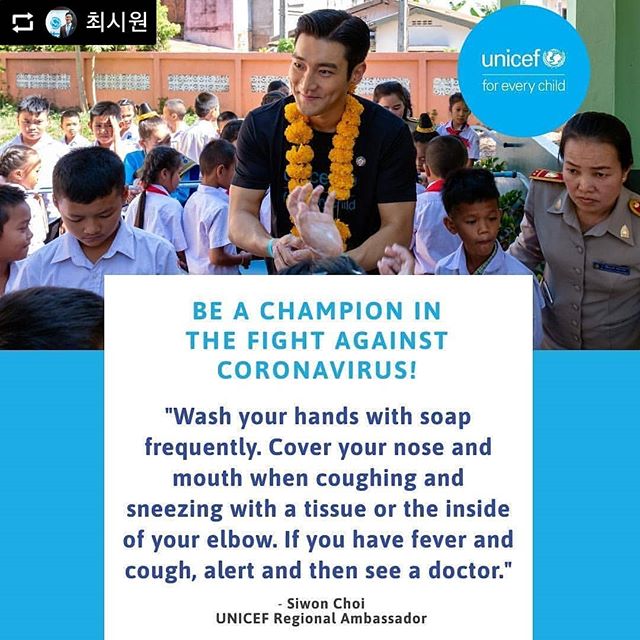 최시원
unicef
for every child
BE A CHAMPION IN
THE FIGHT AGAINST
CORONAVIRUS!
"Wash your hands with soap
frequently. Cover your nose and
mouth when coughing and
sneezing with a tissue or the inside
of your elbow. If you have fever and
cough, alert and then see a doctor."
- Siwon Choi
UNICEF Regional Ambassador